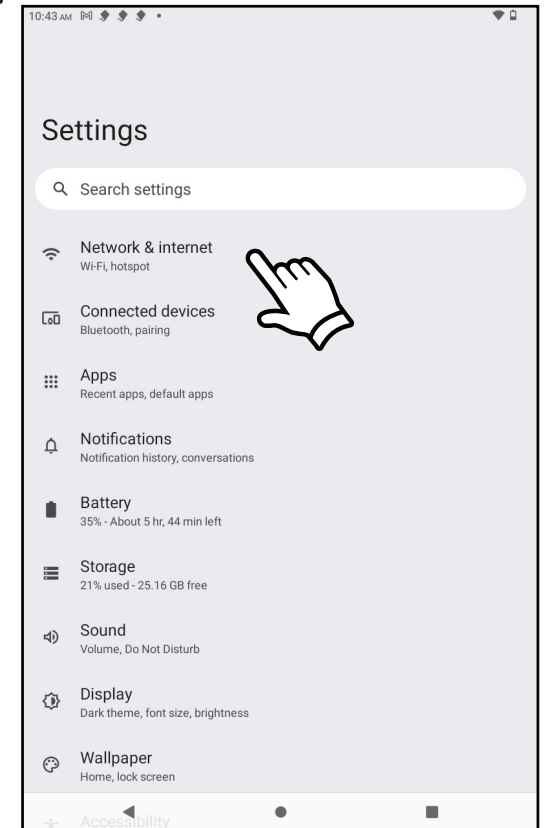 10:43 AM
Settings
Search settings
Network & internet
Wi-Fi, hotspot
Connected devices
Bluetooth, pairing
Apps
Recent apps, default apps
Notifications
Notification history, conversations
Battery
35% - About 5 hr, 44 min left
Storage
21% used - 25.16 GB free
Sound
Volume, Do Not Disturb
Display
Dark theme, font size, brightness
Wallpaper
Home, lock screen
Accessibility